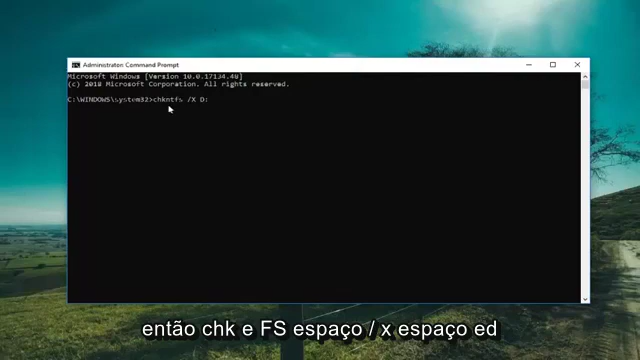 Administrator: Command Prompt
Microsoft Windows [Version 10.0.17134.48]
(c) 2018 Microsoft Corporation. All rights reserved.
C:\WINDOWS\system32>chkntfs /X D:
então chk e FS espaço / x espaço ed